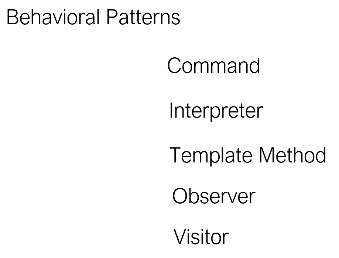 Behavioral Patterns
Command
Interpreter
Template Method
Observer
Visitor